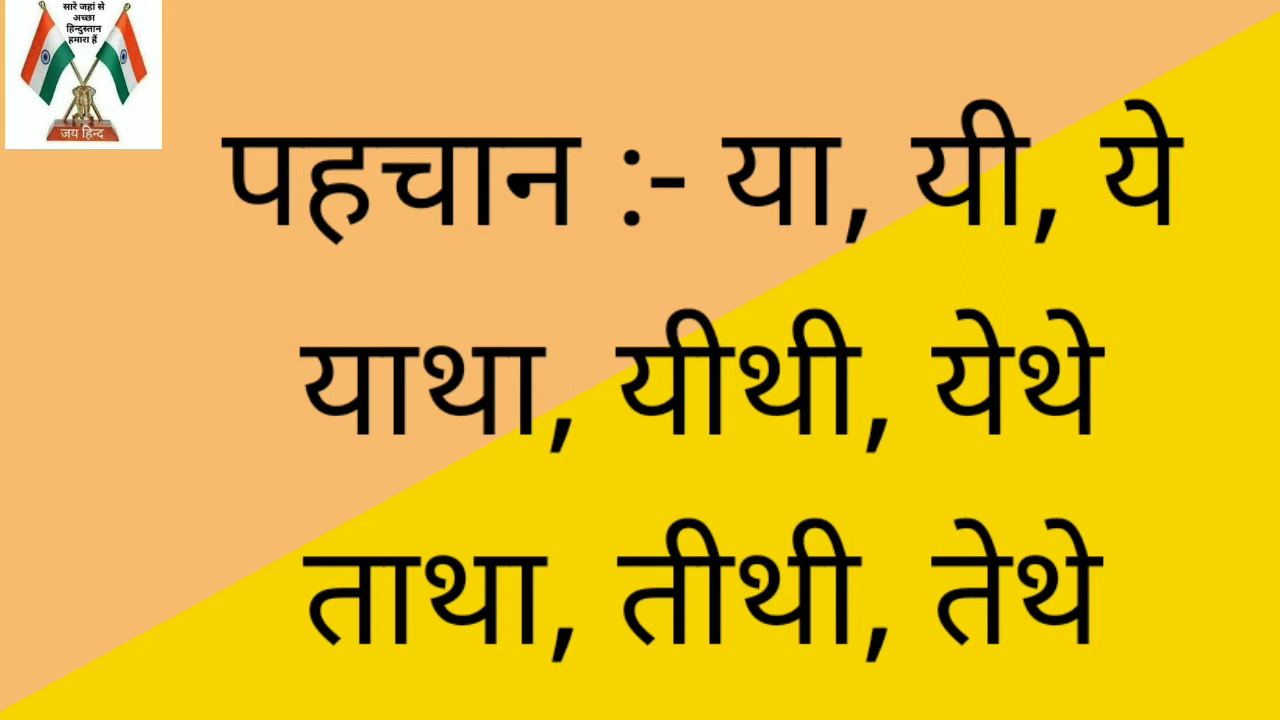 सारे जहां से
अच्छा
हिन्दुस्तान
हमारा हैं
जय हिन्द
पहचान :- या, यी, ये
याथा, यीथी, येथे
ताथा, तीथी, तेथे